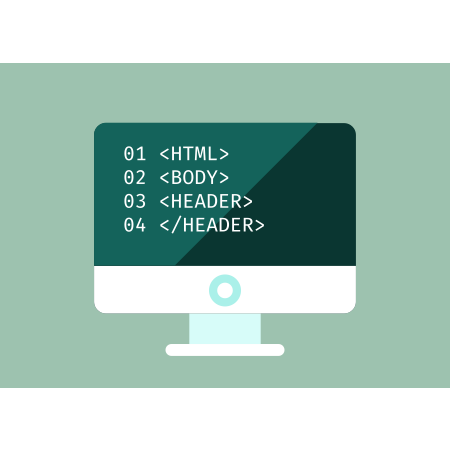 01 <HTML>
02 <BODY>
03 <HEADER>
04 </HEADER>